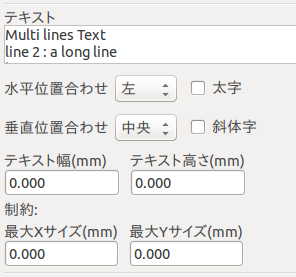 テキスト
Multi lines Text
line 2 : a long line
水平位置合わせ 左 太字
垂直位置合わせ 中央 斜体字
テキスト幅(mm) テキスト高さ(mm)
0.000 0.000
制約:
最大Xサイズ(mm) 最大Yサイズ(mm)
0.000 0.000